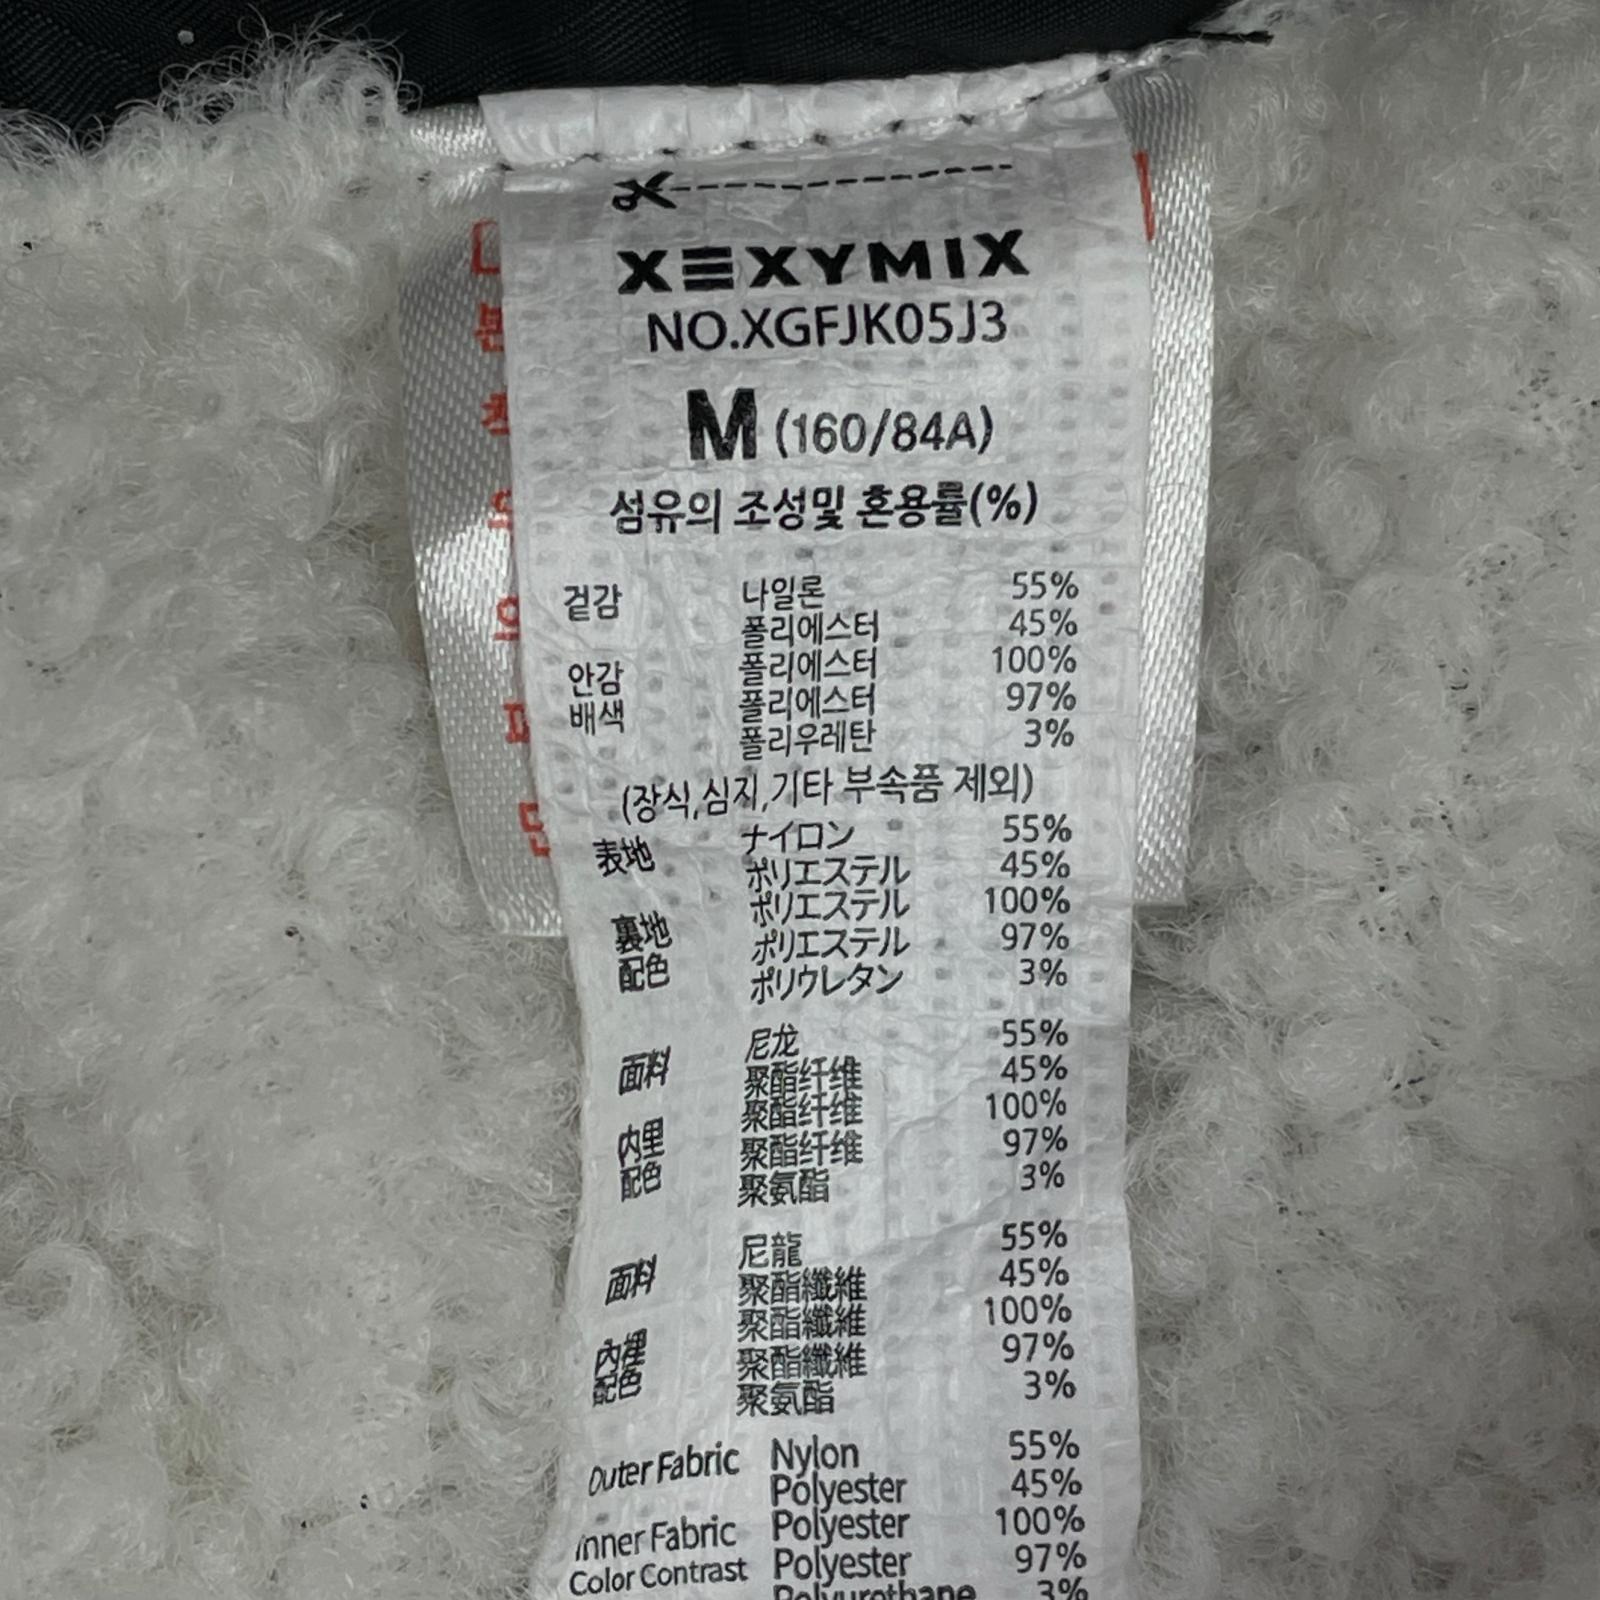 XEXYMIX
NO.XGFJK05J3
M (160/84A)
섬유의 조성및 혼용률(%)
겉감 나일론 55%
폴리에스터 45%
안감 폴리에스터 100%
배색 폴리에스터 97%
폴리우레탄 3%
(장식,심지,기타 부속품 제외)
表地 ナイロン 55%
ポリエステル 45%
裏地 ポリエステル 100%
配色 ポリエステル 97%
ポリウレタン 3%
面料 尼龙 55%
聚酯纤维 45%
内里 聚酯纤维 100%
配色 聚酯纤维 97%
聚氨酯 3%
面料 尼龍 55%
聚酯纖維 45%
內裡 聚酯纖維 100%
配色 聚酯纖維 97%
聚氨酯 3%
Outer Fabric Nylon 55%
Polyester 45%
Inner Fabric Polyester 100%
Color Contrast Polyester 97%
Polyurethane 3%